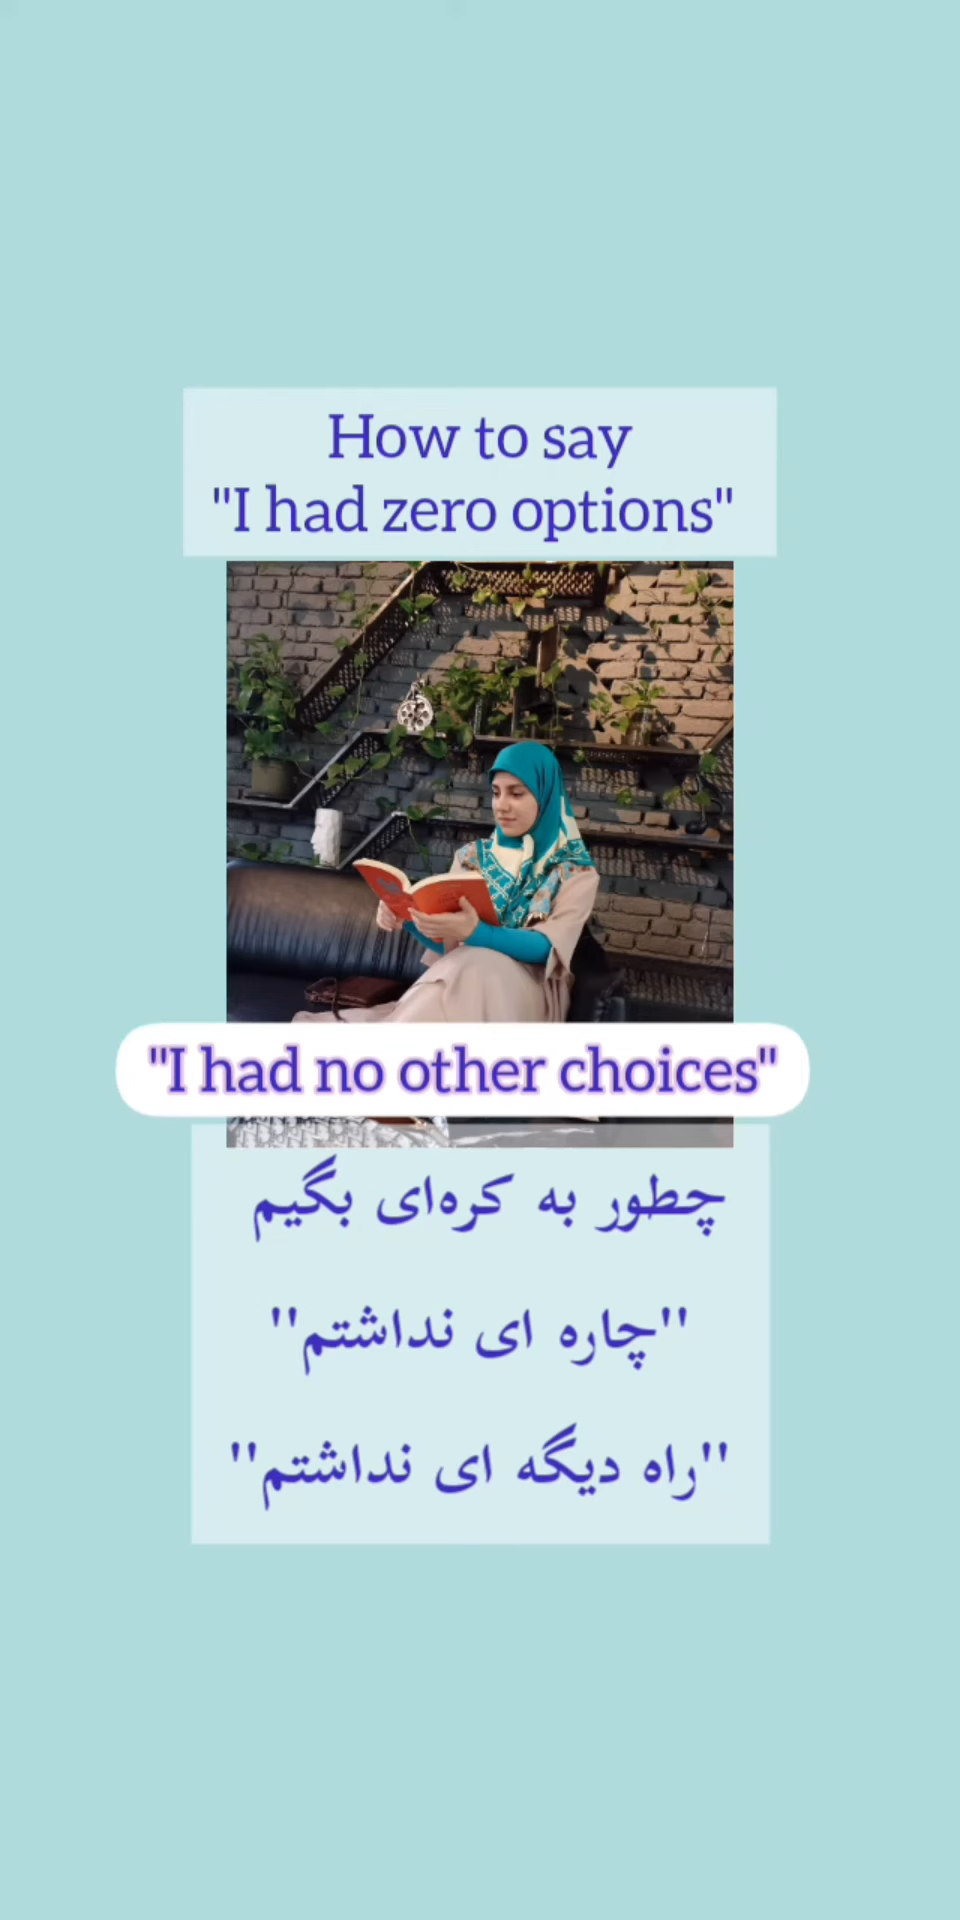 How to say
"I had zero options"
"I had no other choices"
چطور به کره‌ای بگیم
''چاره ای نداشتم''
''راه دیگه ای نداشتم''